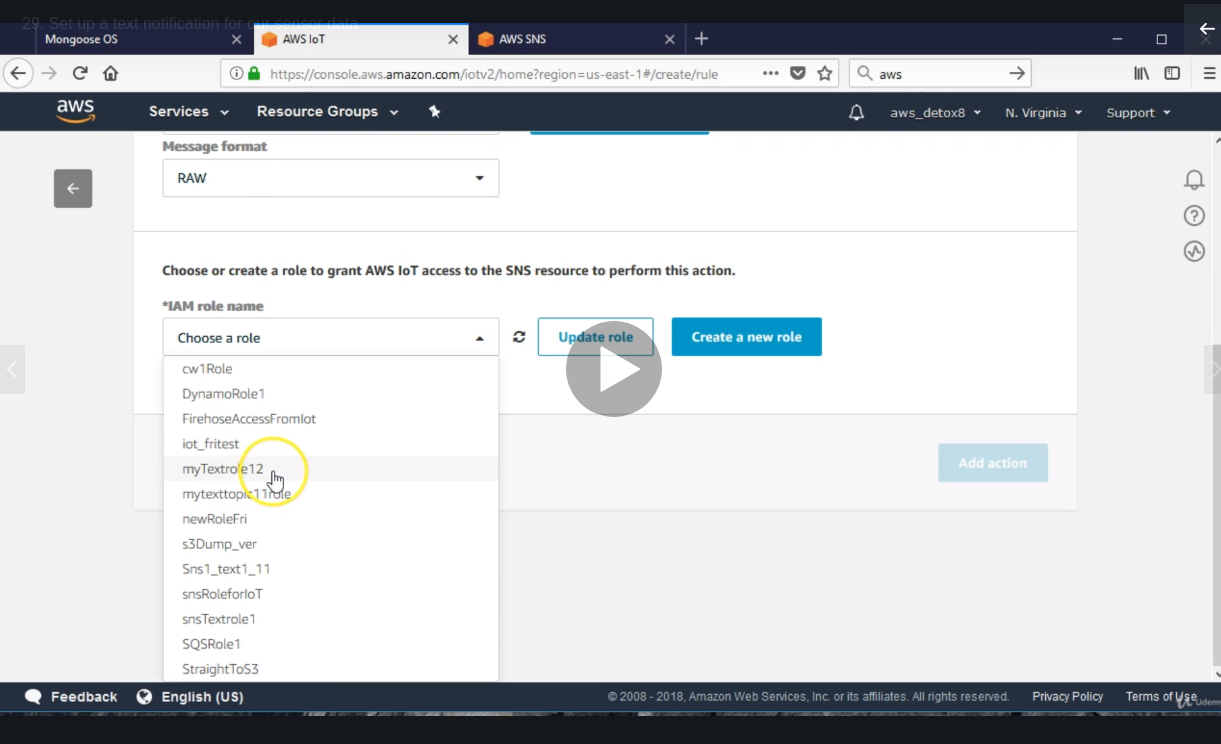 29. Set up a text notification for our sensor data
Mongoose OS
AWS IoT
AWS SNS
https://console.aws.amazon.com/iotv2/home?region=us-east-1#/create/rule
aws
aws
Services
Resource Groups
aws_detox8
N. Virginia
Support
Message format
RAW
Choose or create a role to grant AWS IoT access to the SNS resource to perform this action.
*IAM role name
Choose a role
Update role
Create a new role
cw1Role
DynamoRole1
FirehoseAccessFromIot
iot_fritest
myTextrole12
Add action
mytexttopic11role
newRoleFri
s3Dump_ver
Sns1_text1_11
snsRoleforIoT
snsTextrole1
SQSRole1
StraightToS3
Feedback
English (US)
© 2008 - 2018, Amazon Web Services, Inc. or its affiliates. All rights reserved.
Privacy Policy
Terms of Use
Udemy